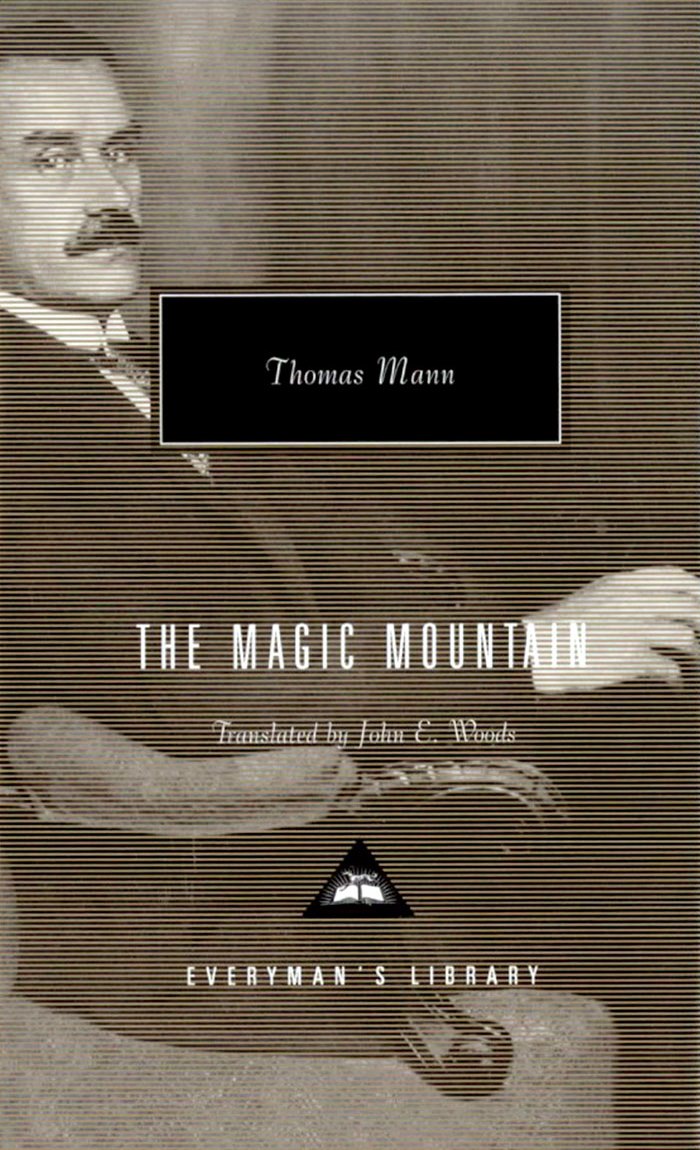 Thomas Mann
THE MAGIC MOUNTAIN
Translated by John E. Woods
EVERYMAN'S LIBRARY